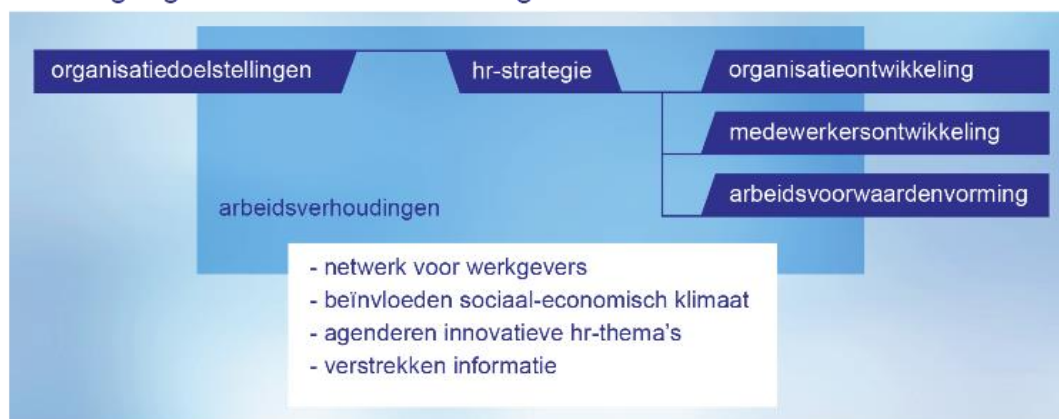 organisatiedoelstellingen
hr-strategie
organisatieontwikkeling
medewerkersontwikkeling
arbeidsvoorwaardenvorming
arbeidsverhoudingen
- netwerk voor werkgevers
- beïnvloeden sociaal-economisch klimaat
- agenderen innovatieve hr-thema's
- verstrekken informatie